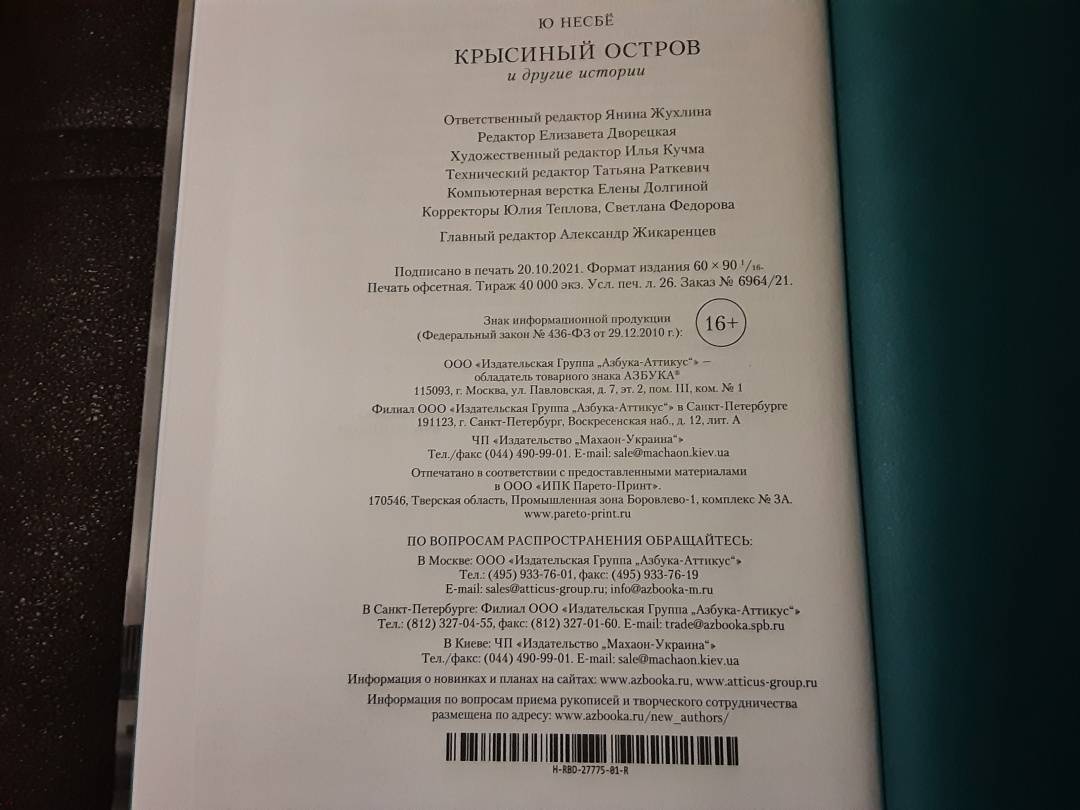 Ю НЕСБЁ
КРЫСИНЫЙ ОСТРОВ
и другие истории
Ответственный редактор Янина Жухлина
Редактор Елизавета Дворецкая
Художественный редактор Илья Кучма
Технический редактор Татьяна Раткевич
Компьютерная верстка Елены Долгиной
Корректоры Юлия Теплова, Светлана Федорова
Главный редактор Александр Жикаренцев
Подписано в печать 20.10.2021. Формат издания 60 × 90 1/16.
Печать офсетная. Тираж 40 000 экз. Усл. печ. л. 26. Заказ № 6964/21.
Знак информационной продукции
(Федеральный закон № 436-ФЗ от 29.12.2010 г.):
16+
ООО «Издательская Группа „Азбука-Аттикус“» —
обладатель товарного знака АЗБУКА®
115093, г. Москва, ул. Павловская, д. 7, эт. 2, пом. III, ком. № 1
Филиал ООО «Издательская Группа „Азбука-Аттикус“» в Санкт-Петербурге
191123, г. Санкт-Петербург, Воскресенская наб., д. 12, лит. А
ЧП «Издательство „Махаон-Украина“»
Тел./факс (044) 490-99-01. E-mail: sale@machaon.kiev.ua
Отпечатано в соответствии с предоставленными материалами
в ООО «ИПК Парето-Принт».
170546, Тверская область, Промышленная зона Боровлево-1, комплекс № 3А.
www.pareto-print.ru
ПО ВОПРОСАМ РАСПРОСТРАНЕНИЯ ОБРАЩАЙТЕСЬ:
В Москве: ООО «Издательская Группа „Азбука-Аттикус“»
Тел.: (495) 933-76-01, факс: (495) 933-76-19
E-mail: sales@atticus-group.ru; info@azbooka-m.ru
В Санкт-Петербурге: Филиал ООО «Издательская Группа „Азбука-Аттикус“»
Тел.: (812) 327-04-55, факс: (812) 327-01-60. E-mail: trade@azbooka.spb.ru
В Киеве: ЧП «Издательство „Махаон-Украина“»
Тел./факс: (044) 490-99-01. E-mail: sale@machaon.kiev.ua
Информация о новинках и планах на сайтах: www.azbooka.ru, www.atticus-group.ru
Информация по вопросам приема рукописей и творческого сотрудничества
размещена по адресу: www.azbooka.ru/new_authors/
H-RBD-27775-01-R